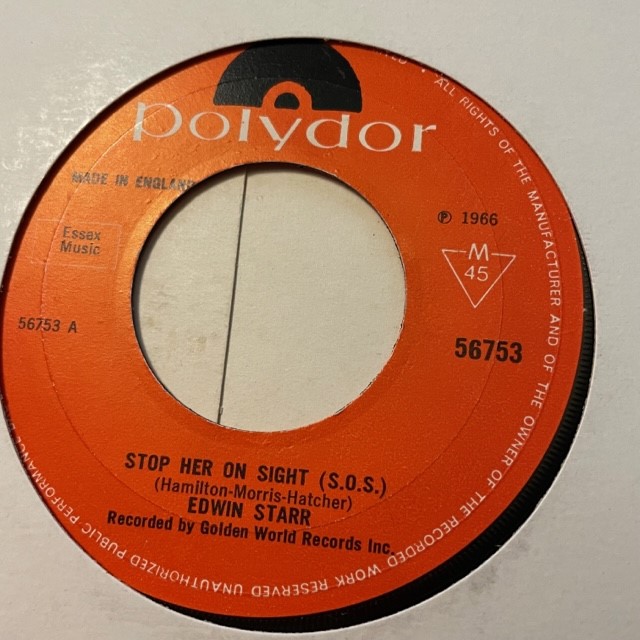 polydor
MADE IN ENGLAND
Essex
Music
℗ 1966
M
45
56753 A
56753
STOP HER ON SIGHT (S.O.S.)
(Hamilton-Morris-Hatcher)
EDWIN STARR
Recorded by Golden World Records Inc.
ALL RIGHTS OF THE MANUFACTURER AND OF THE OWNER OF THE RECORDED WORK RESERVED UNAUTHORIZED PUBLIC PERFORMANCE